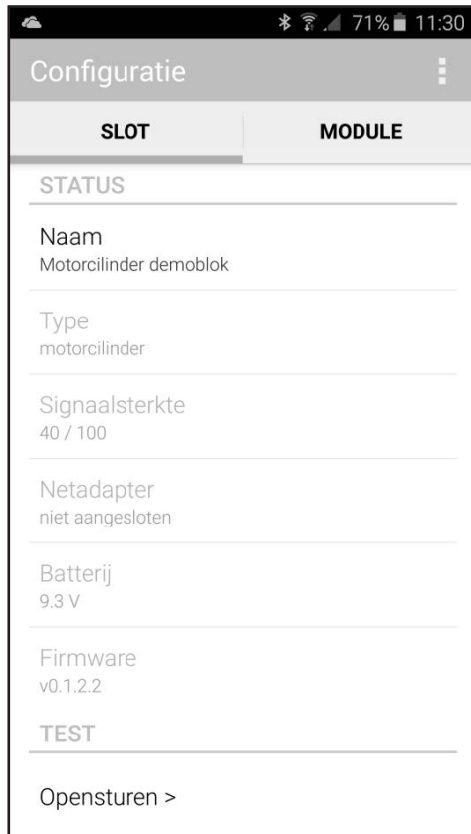 71% 11:30
Configuratie
SLOT MODULE
STATUS
Naam
Motorcilinder demoblok
Type
motorcilinder
Signaalsterkte
40 / 100
Netadapter
niet aangesloten
Batterij
9.3 V
Firmware
v0.1.2.2
TEST
Opensturen >